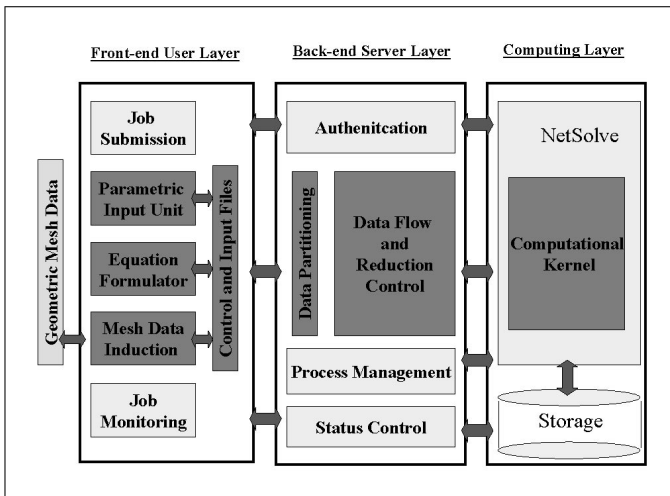 Front-end User Layer
Back-end Server Layer
Computing Layer
Geometric Mesh Data
Job
Submission
Parametric
Input Unit
Equation
Formulator
Mesh Data
Induction
Job
Monitoring
Control and Input Files
Authenitcation
Data Partitioning
Data Flow
and
Reduction
Control
Process Management
Status Control
NetSolve
Computational
Kernel
Storage